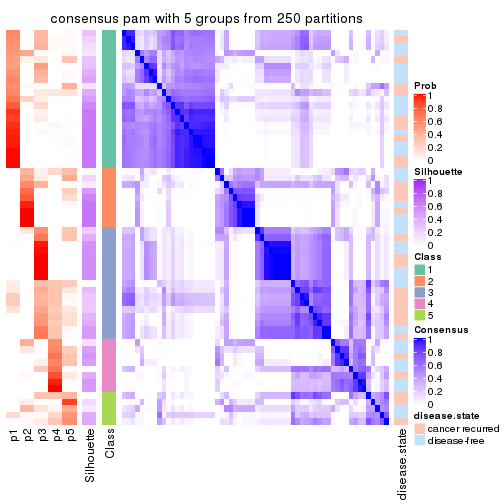 consensus pam with 5 groups from 250 partitions
Prob
1
0.8
0.6
0.4
0.2
0
Silhouette
1
0.8
0.6
0.4
0.2
0
Class
1
2
3
4
5
Consensus
1
0.8
0.6
0.4
0.2
0
disease.state
cancer recurred
disease-free
p1
p2
p3
p4
p5
Silhouette
Class
disease.state